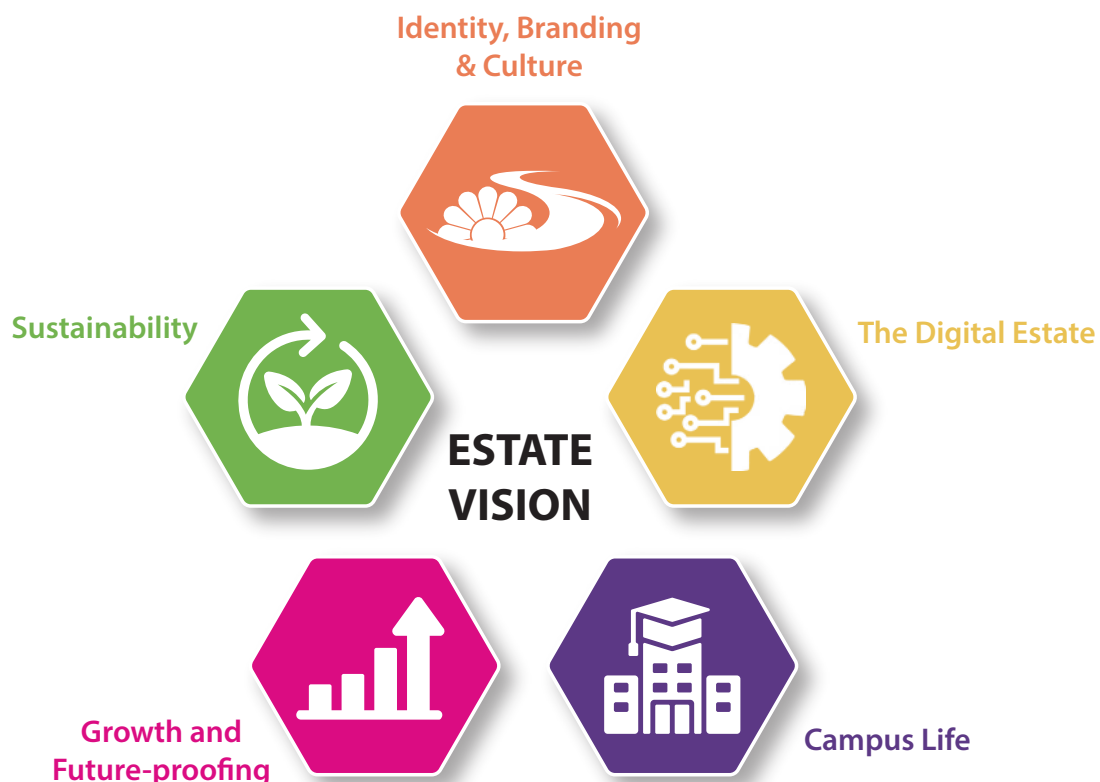 Identity, Branding
& Culture
Sustainability
The Digital Estate
ESTATE
VISION
Growth and
Future-proofing
Campus Life